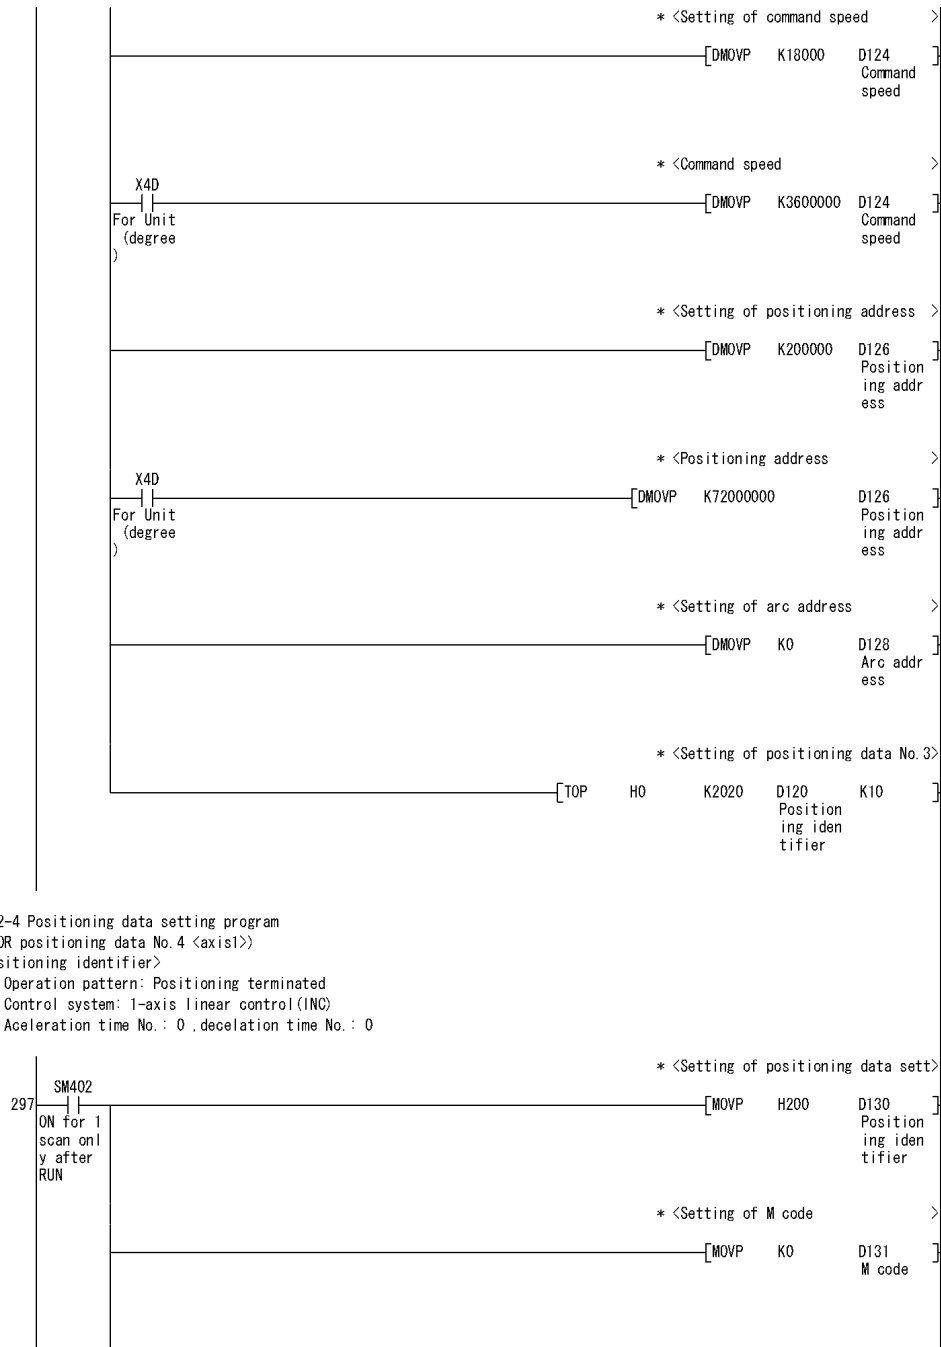 * <Setting of command speed >
DMOVP K18000 D124
Command
speed
* <Command speed >
X4D
DMOVP K3600000 D124
For Unit
(degree
)
Command
speed
* <Setting of positioning address >
DMOVP K200000 D126
Position
ing addr
ess
* <Positioning address >
X4D
DMOVP K72000000 D126
For Unit
(degree
)
Position
ing addr
ess
* <Setting of arc address >
DMOVP K0 D128
Arc addr
ess
* <Setting of positioning data No.3>
TOP H0 K2020 D120 K10
Position
ing iden
tifier
2-4 Positioning data setting program
OR positioning data No.4 <axis1>)
sitioning identifier>
Operation pattern: Positioning terminated
Control system: 1-axis linear control(INC)
Aceleration time No.: 0 ,decelation time No.: 0
* <Setting of positioning data sett>
SM402
297 MOVP H200 D130
ON for 1
scan onl
y after
RUN
Position
ing iden
tifier
* <Setting of M code >
MOVP K0 D131
M code